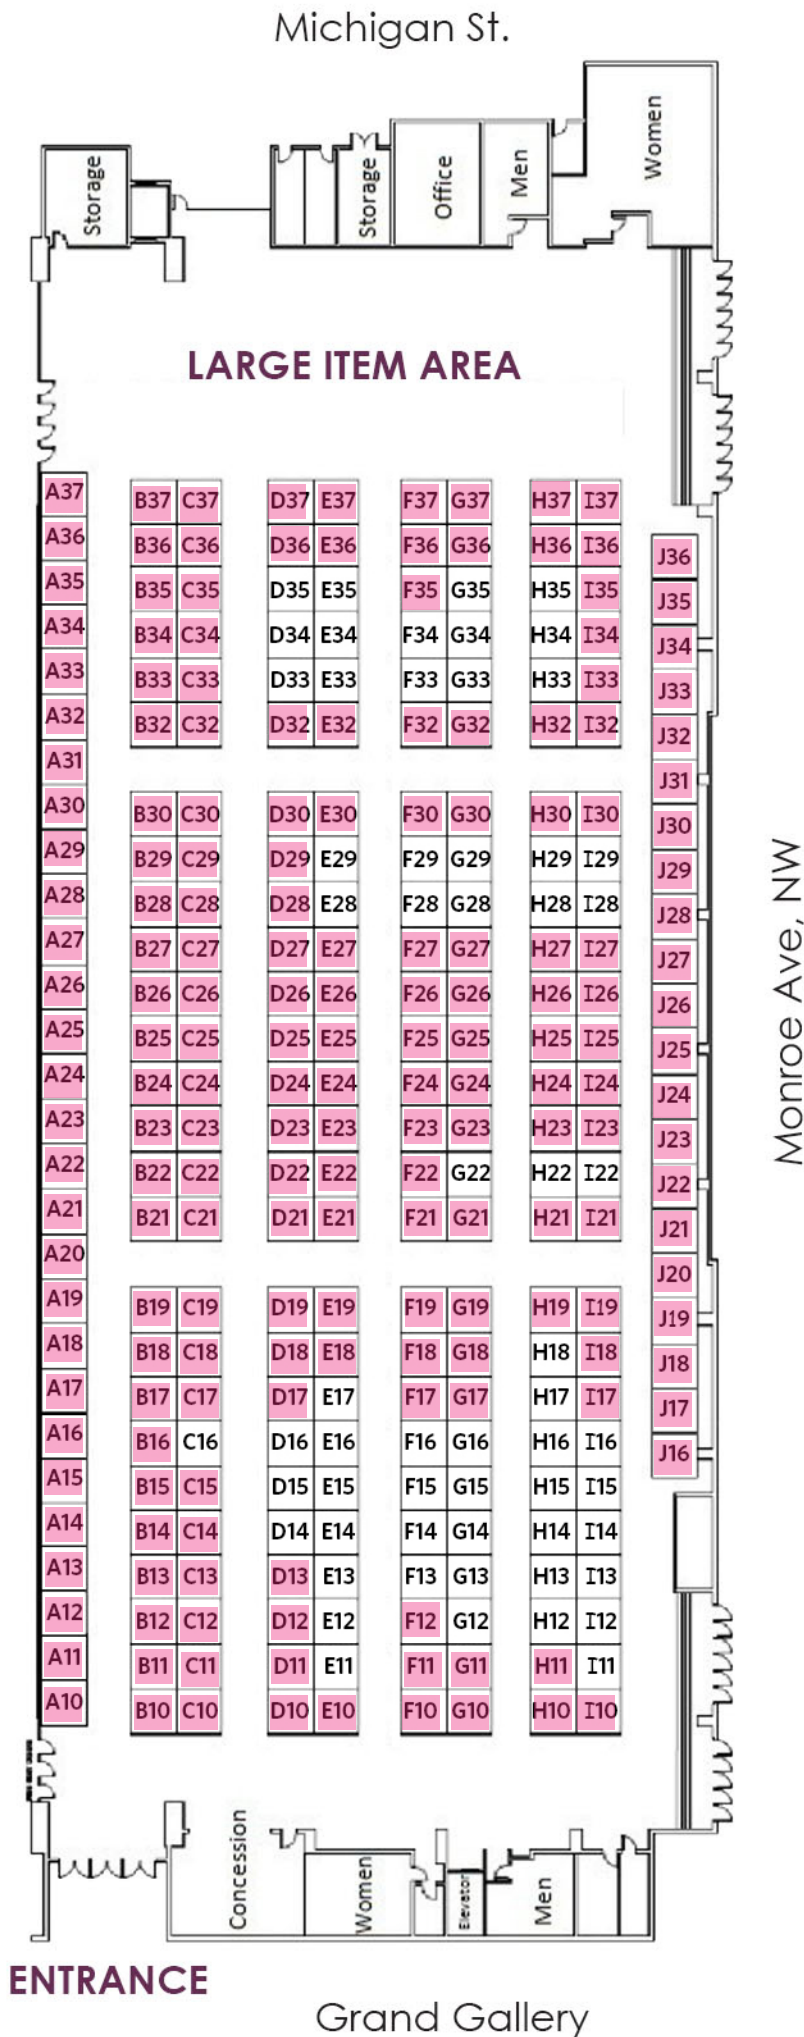 Michigan St.
Storage
Storage
Office
Men
Women
LARGE ITEM AREA
A37 B37 C37 D37 E37 F37 G37 H37 I37
A36 B36 C36 D36 E36 F36 G36 H36 I36 J36
A35 B35 C35 D35 E35 F35 G35 H35 I35 J35
A34 B34 C34 D34 E34 F34 G34 H34 I34 J34
A33 B33 C33 D33 E33 F33 G33 H33 I33 J33
A32 B32 C32 D32 E32 F32 G32 H32 I32 J32
A31 J31
A30 B30 C30 D30 E30 F30 G30 H30 I30 J30
A29 B29 C29 D29 E29 F29 G29 H29 I29 J29
A28 B28 C28 D28 E28 F28 G28 H28 I28 J28
A27 B27 C27 D27 E27 F27 G27 H27 I27 J27
A26 B26 C26 D26 E26 F26 G26 H26 I26 J26
A25 B25 C25 D25 E25 F25 G25 H25 I25 J25
A24 B24 C24 D24 E24 F24 G24 H24 I24 J24
A23 B23 C23 D23 E23 F23 G23 H23 I23 J23
A22 B22 C22 D22 E22 F22 G22 H22 I22 J22
A21 B21 C21 D21 E21 F21 G21 H21 I21 J21
A20 J20
A19 B19 C19 D19 E19 F19 G19 H19 I19 J19
A18 B18 C18 D18 E18 F18 G18 H18 I18 J18
A17 B17 C17 D17 E17 F17 G17 H17 I17 J17
A16 B16 C16 D16 E16 F16 G16 H16 I16 J16
A15 B15 C15 D15 E15 F15 G15 H15 I15
A14 B14 C14 D14 E14 F14 G14 H14 I14
A13 B13 C13 D13 E13 F13 G13 H13 I13
A12 B12 C12 D12 E12 F12 G12 H12 I12
A11 B11 C11 D11 E11 F11 G11 H11 I11
A10 B10 C10 D10 E10 F10 G10 H10 I10
Monroe Ave, NW
Concession
Women
Elevator
Men
ENTRANCE
Grand Gallery